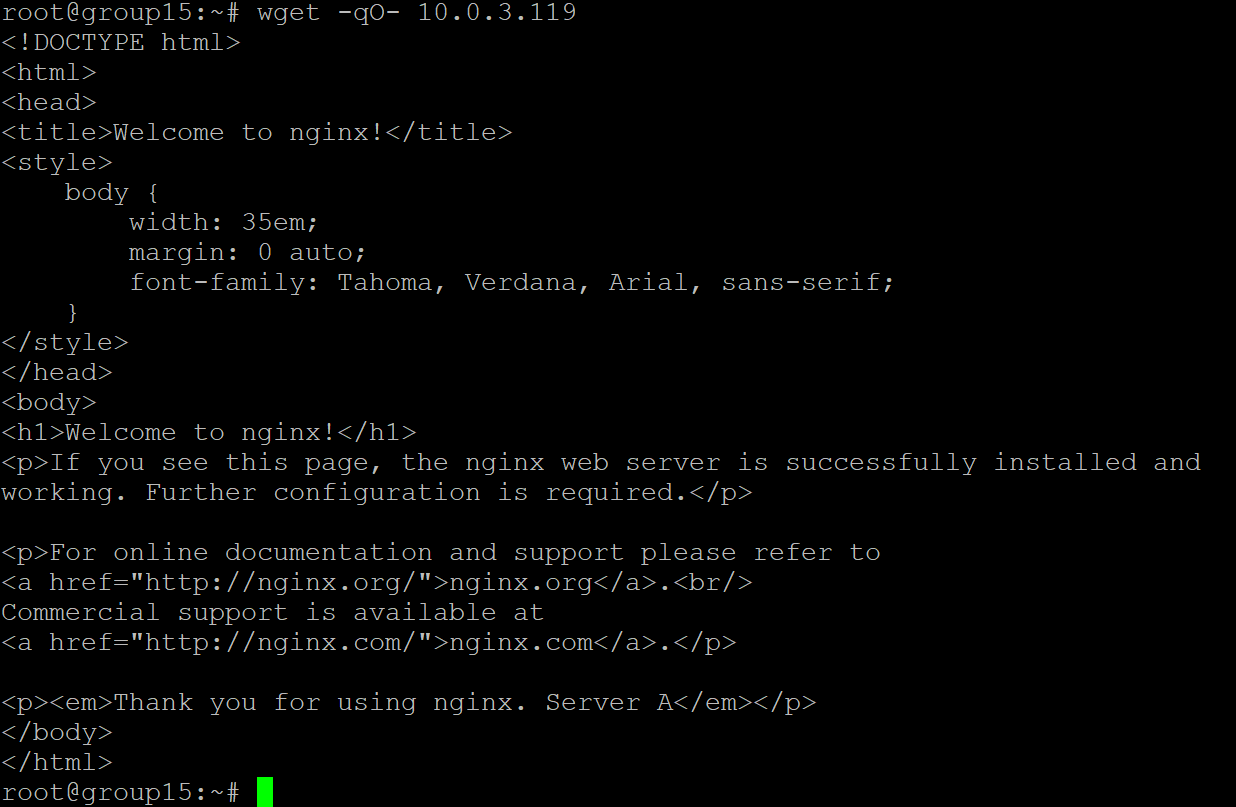 root@group15:~# wget -qO- 10.0.3.119
<!DOCTYPE html>
<html>
<head>
<title>Welcome to nginx!</title>
<style>
    body {
        width: 35em;
        margin: 0 auto;
        font-family: Tahoma, Verdana, Arial, sans-serif;
    }
</style>
</head>
<body>
<h1>Welcome to nginx!</h1>
<p>If you see this page, the nginx web server is successfully installed and
working. Further configuration is required.</p>

<p>For online documentation and support please refer to
<a href="http://nginx.org/">nginx.org</a>.<br/>
Commercial support is available at
<a href="http://nginx.com/">nginx.com</a>.</p>

<p><em>Thank you for using nginx. Server A</em></p>
</body>
</html>
root@group15:~#